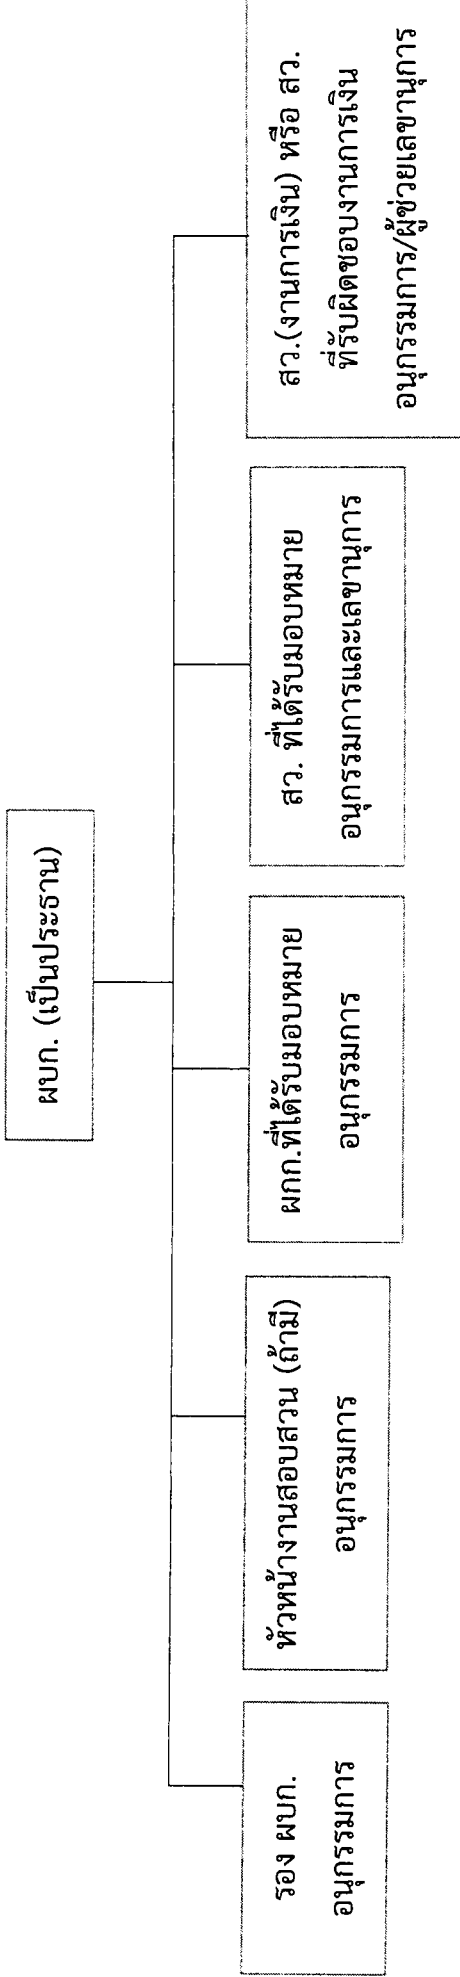 ผบก. (เป็นประธาน)
รอง ผบก.
อนุกรรมการ
หัวหน้างานสอบสวน (ถ้ามี)
อนุกรรมการ
ผกก.ที่ได้รับมอบหมาย
อนุกรรมการ
สว. ที่ได้รับมอบหมาย
อนุกรรมการและเลขานุการ
สว.(งานการเงิน) หรือ สว.
ที่รับผิดชอบงานการเงิน
อนุกรรมการ/ผู้ช่วยเลขานุการ